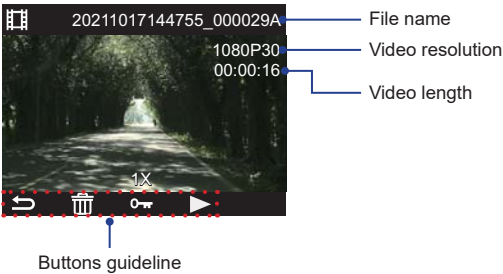 20211017144755_000029A
File name
1080P30
Video resolution
00:00:16
Video length
1X
Buttons guideline